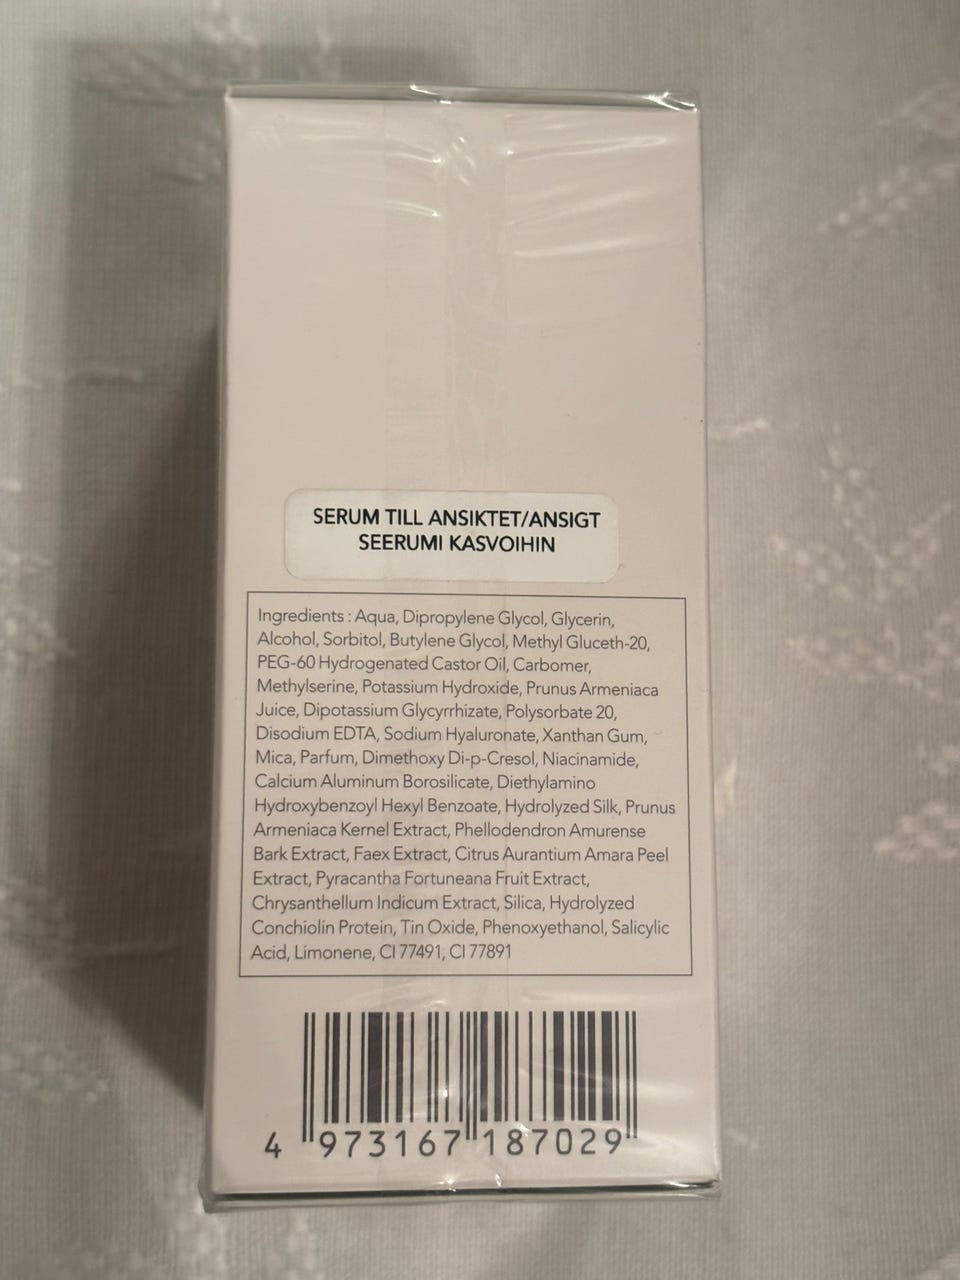 SERUM TILL ANSIKTET/ANSIGT
SEERUMI KASVOIHIN
Ingredients : Aqua, Dipropylene Glycol, Glycerin,
Alcohol, Sorbitol, Butylene Glycol, Methyl Gluceth-20,
PEG-60 Hydrogenated Castor Oil, Carbomer,
Methylserine, Potassium Hydroxide, Prunus Armeniaca
Juice, Dipotassium Glycyrrhizate, Polysorbate 20,
Disodium EDTA, Sodium Hyaluronate, Xanthan Gum,
Mica, Parfum, Dimethoxy Di-p-Cresol, Niacinamide,
Calcium Aluminum Borosilicate, Diethylamino
Hydroxybenzoyl Hexyl Benzoate, Hydrolyzed Silk, Prunus
Armeniaca Kernel Extract, Phellodendron Amurense
Bark Extract, Faex Extract, Citrus Aurantium Amara Peel
Extract, Pyracantha Fortuneana Fruit Extract,
Chrysanthellum Indicum Extract, Silica, Hydrolyzed
Conchiolin Protein, Tin Oxide, Phenoxyethanol, Salicylic
Acid, Limonene, CI 77491, CI 77891
4 973167 187029